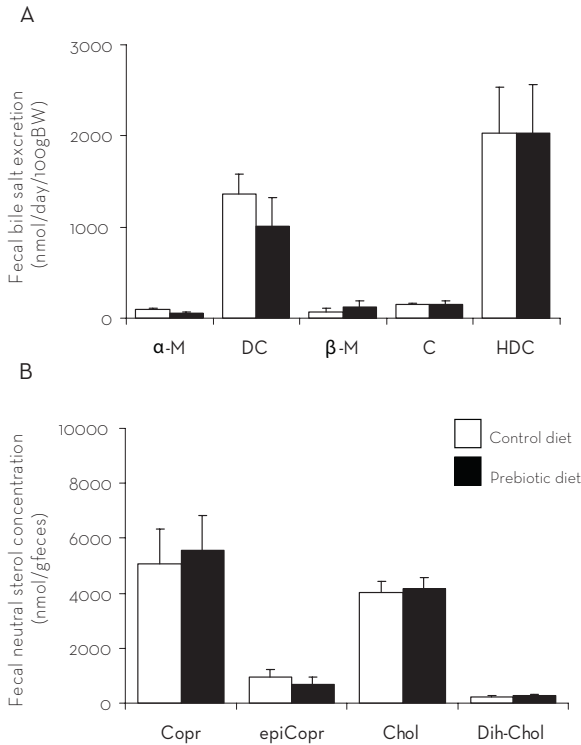 A
Fecal bile salt excretion
(nmol/day/100gBW)
3000
2000
1000
0
α-M DC β-M C HDC
B
Fecal neutral sterol concentration
(nmol/gfeces)
10000
8000
6000
4000
2000
0
Control diet
Prebiotic diet
Copr epiCopr Chol Dih-Chol